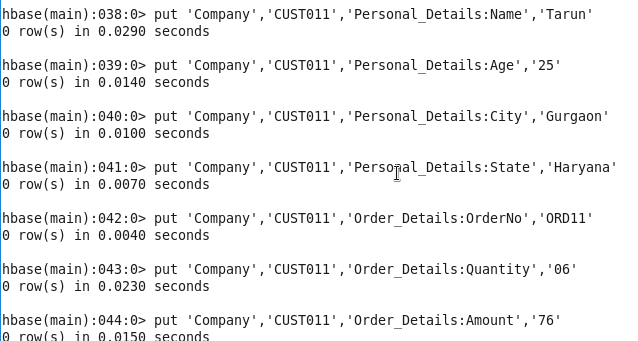 hbase(main):038:0> put 'Company','CUST011','Personal_Details:Name','Tarun'
0 row(s) in 0.0290 seconds
hbase(main):039:0> put 'Company','CUST011','Personal_Details:Age','25'
0 row(s) in 0.0140 seconds
hbase(main):040:0> put 'Company','CUST011','Personal_Details:City','Gurgaon'
0 row(s) in 0.0100 seconds
hbase(main):041:0> put 'Company','CUST011','Personal_Details:State','Haryana'
0 row(s) in 0.0070 seconds
hbase(main):042:0> put 'Company','CUST011','Order_Details:OrderNo','ORD11'
0 row(s) in 0.0040 seconds
hbase(main):043:0> put 'Company','CUST011','Order_Details:Quantity','06'
0 row(s) in 0.0230 seconds
hbase(main):044:0> put 'Company','CUST011','Order_Details:Amount','76'
0 row(s) in 0.0150 seconds